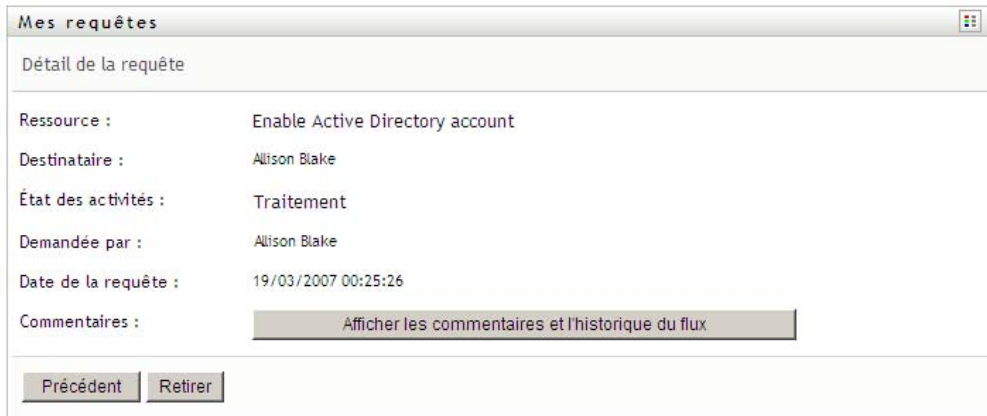 Mes requêtes
Détail de la requête
Ressource : Enable Active Directory account
Destinataire : Allison Blake
État des activités : Traitement
Demandée par : Allison Blake
Date de la requête : 19/03/2007 00:25:26
Commentaires : Afficher les commentaires et l'historique du flux
Précédent Retirer